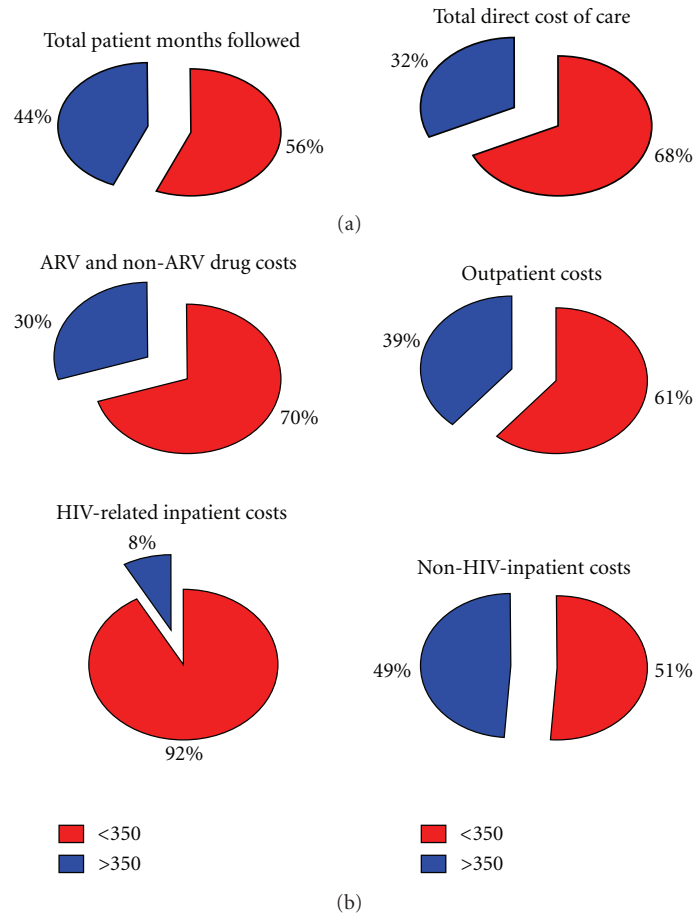 Total patient months followed
44%
56%
Total direct cost of care
32%
68%
(a)
ARV and non-ARV drug costs
30%
70%
Outpatient costs
39%
61%
HIV-related inpatient costs
8%
92%
Non-HIV-inpatient costs
49%
51%
<350
>350
<350
>350
(b)